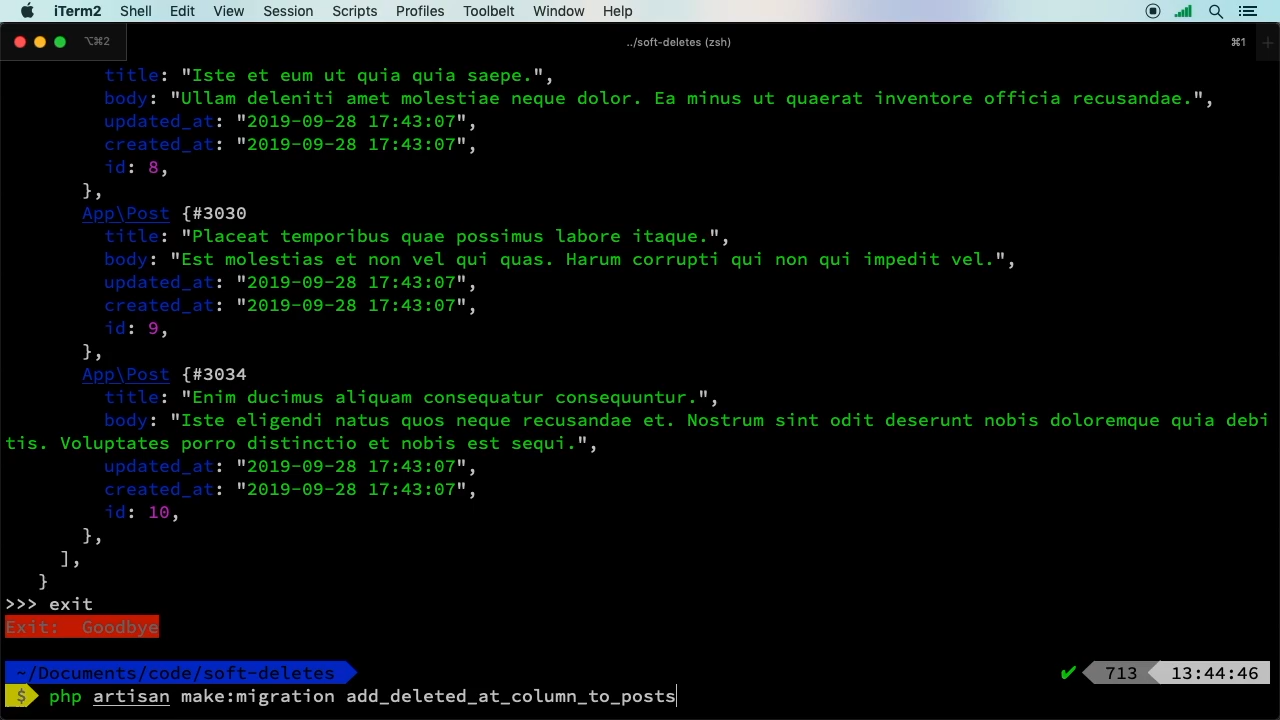 iTerm2 Shell Edit View Session Scripts Profiles Toolbelt Window Help
⌥⌘2 ../soft-deletes (zsh) ⌘1 +
title: "Iste et eum ut quia quia saepe.",
body: "Ullam deleniti amet molestiae neque dolor. Ea minus ut quaerat inventore officia recusandae.",
updated_at: "2019-09-28 17:43:07",
created_at: "2019-09-28 17:43:07",
id: 8,
},
App\Post {#3030
title: "Placeat temporibus quae possimus labore itaque.",
body: "Est molestias et non vel qui quas. Harum corrupti qui non qui impedit vel.",
updated_at: "2019-09-28 17:43:07",
created_at: "2019-09-28 17:43:07",
id: 9,
},
App\Post {#3034
title: "Enim ducimus aliquam consequatur consequuntur.",
body: "Iste eligendi natus quos neque recusandae et. Nostrum sint odit deserunt nobis doloremque quia debi
tis. Voluptates porro distinctio et nobis est sequi.",
updated_at: "2019-09-28 17:43:07",
created_at: "2019-09-28 17:43:07",
id: 10,
},
],
}
>>> exit
Exit:  Goodbye
~/Documents/code/soft-deletes ✔ 713 13:44:46
$ php artisan make:migration add_deleted_at_column_to_posts